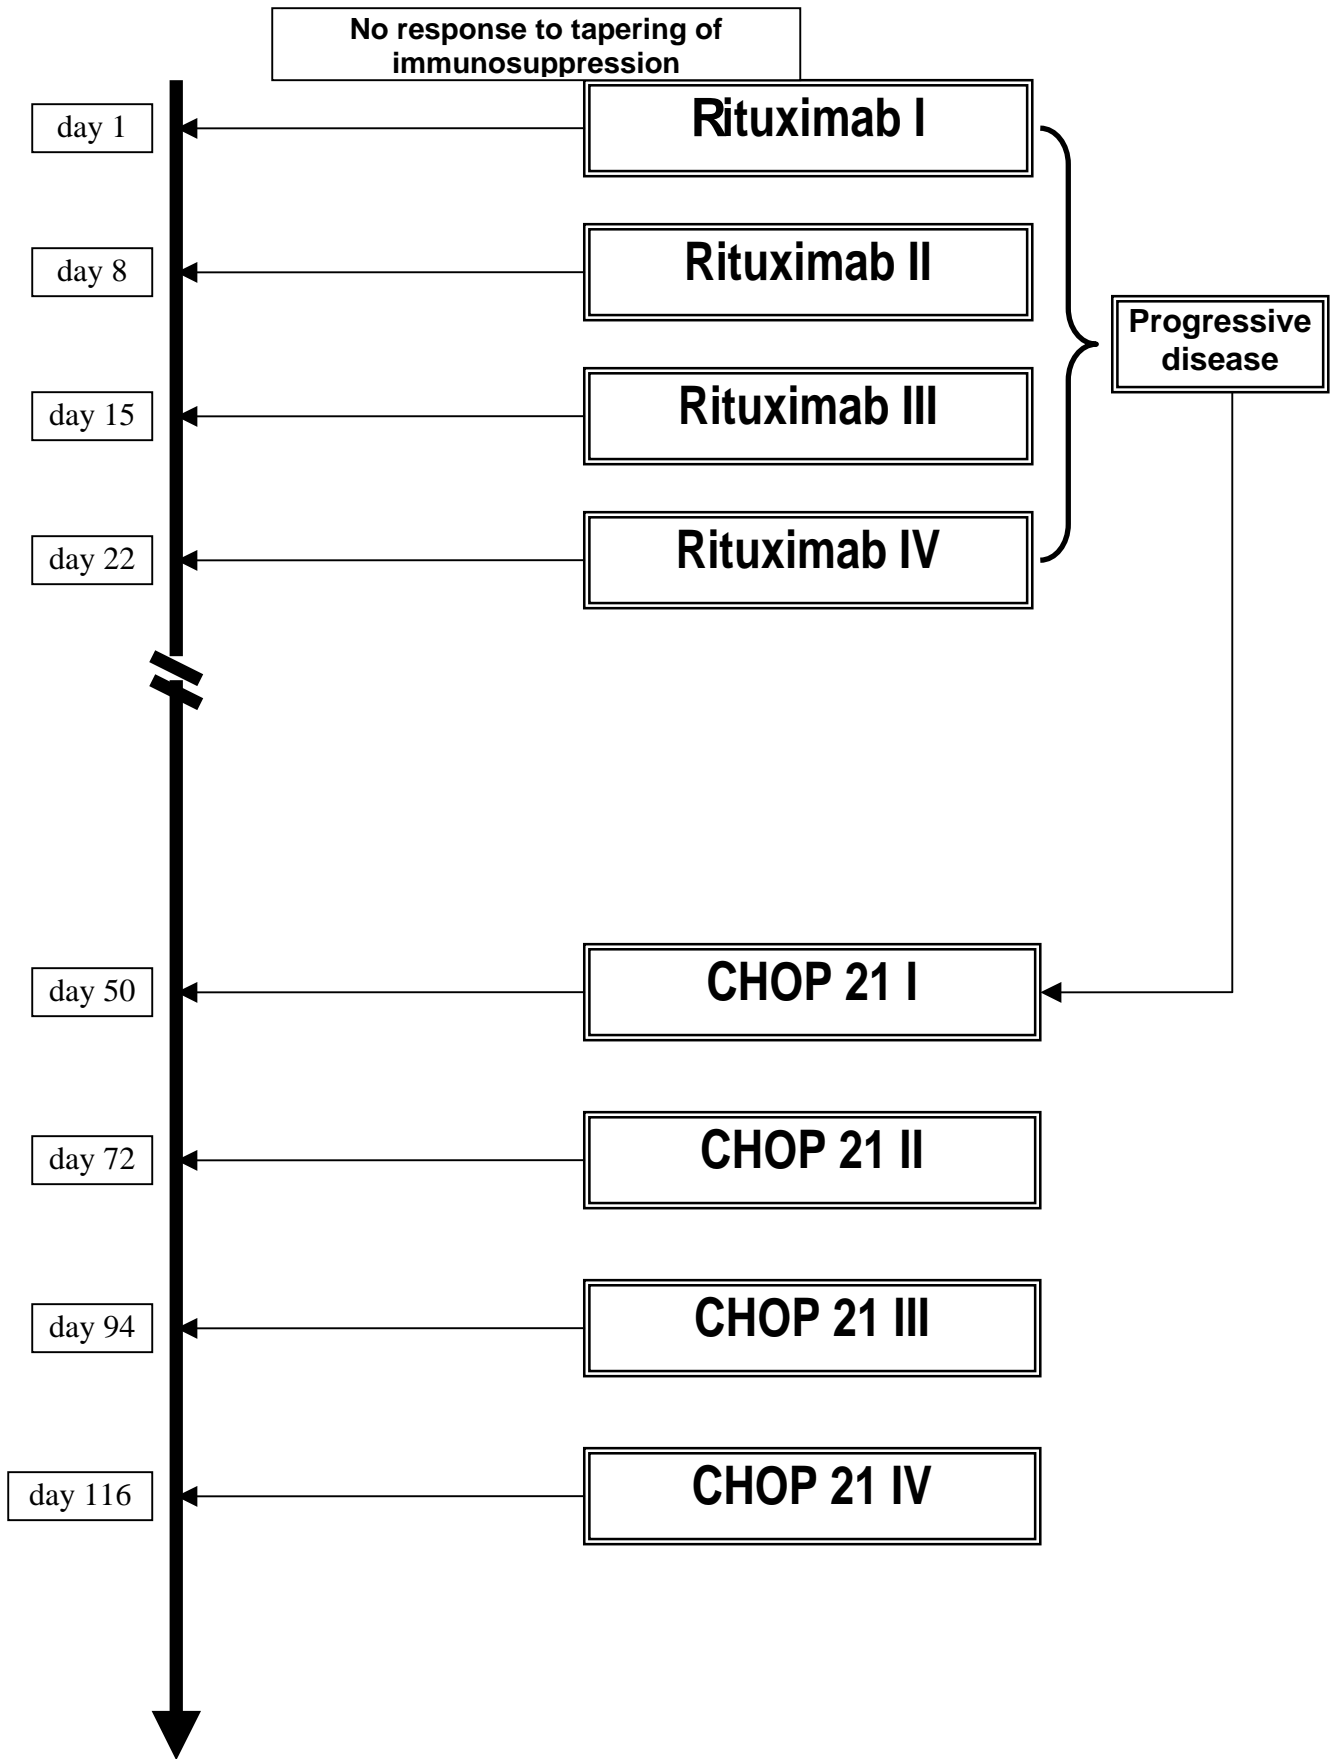 No response to tapering of
immunosuppression
day 1
Rituximab I
day 8
Rituximab II
Progressive
disease
day 15
Rituximab III
day 22
Rituximab IV
day 50
CHOP 21 I
day 72
CHOP 21 II
day 94
CHOP 21 III
day 116
CHOP 21 IV